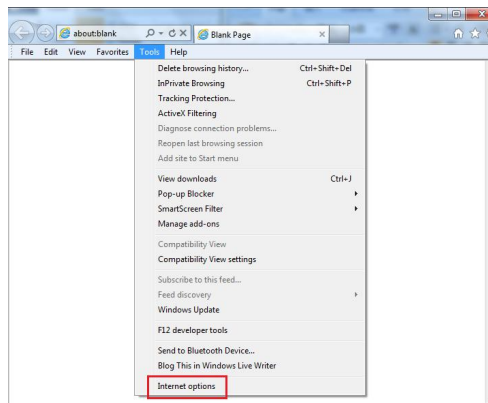 about:blank
Blank Page
File Edit View Favorites Tools Help
Delete browsing history... Ctrl+Shift+Del
InPrivate Browsing Ctrl+Shift+P
Tracking Protection...
ActiveX Filtering
Diagnose connection problems...
Reopen last browsing session
Add site to Start menu
View downloads Ctrl+J
Pop-up Blocker
SmartScreen Filter
Manage add-ons
Compatibility View
Compatibility View settings
Subscribe to this feed...
Feed discovery
Windows Update
F12 developer tools
Send to Bluetooth Device...
Blog This in Windows Live Writer
Internet options